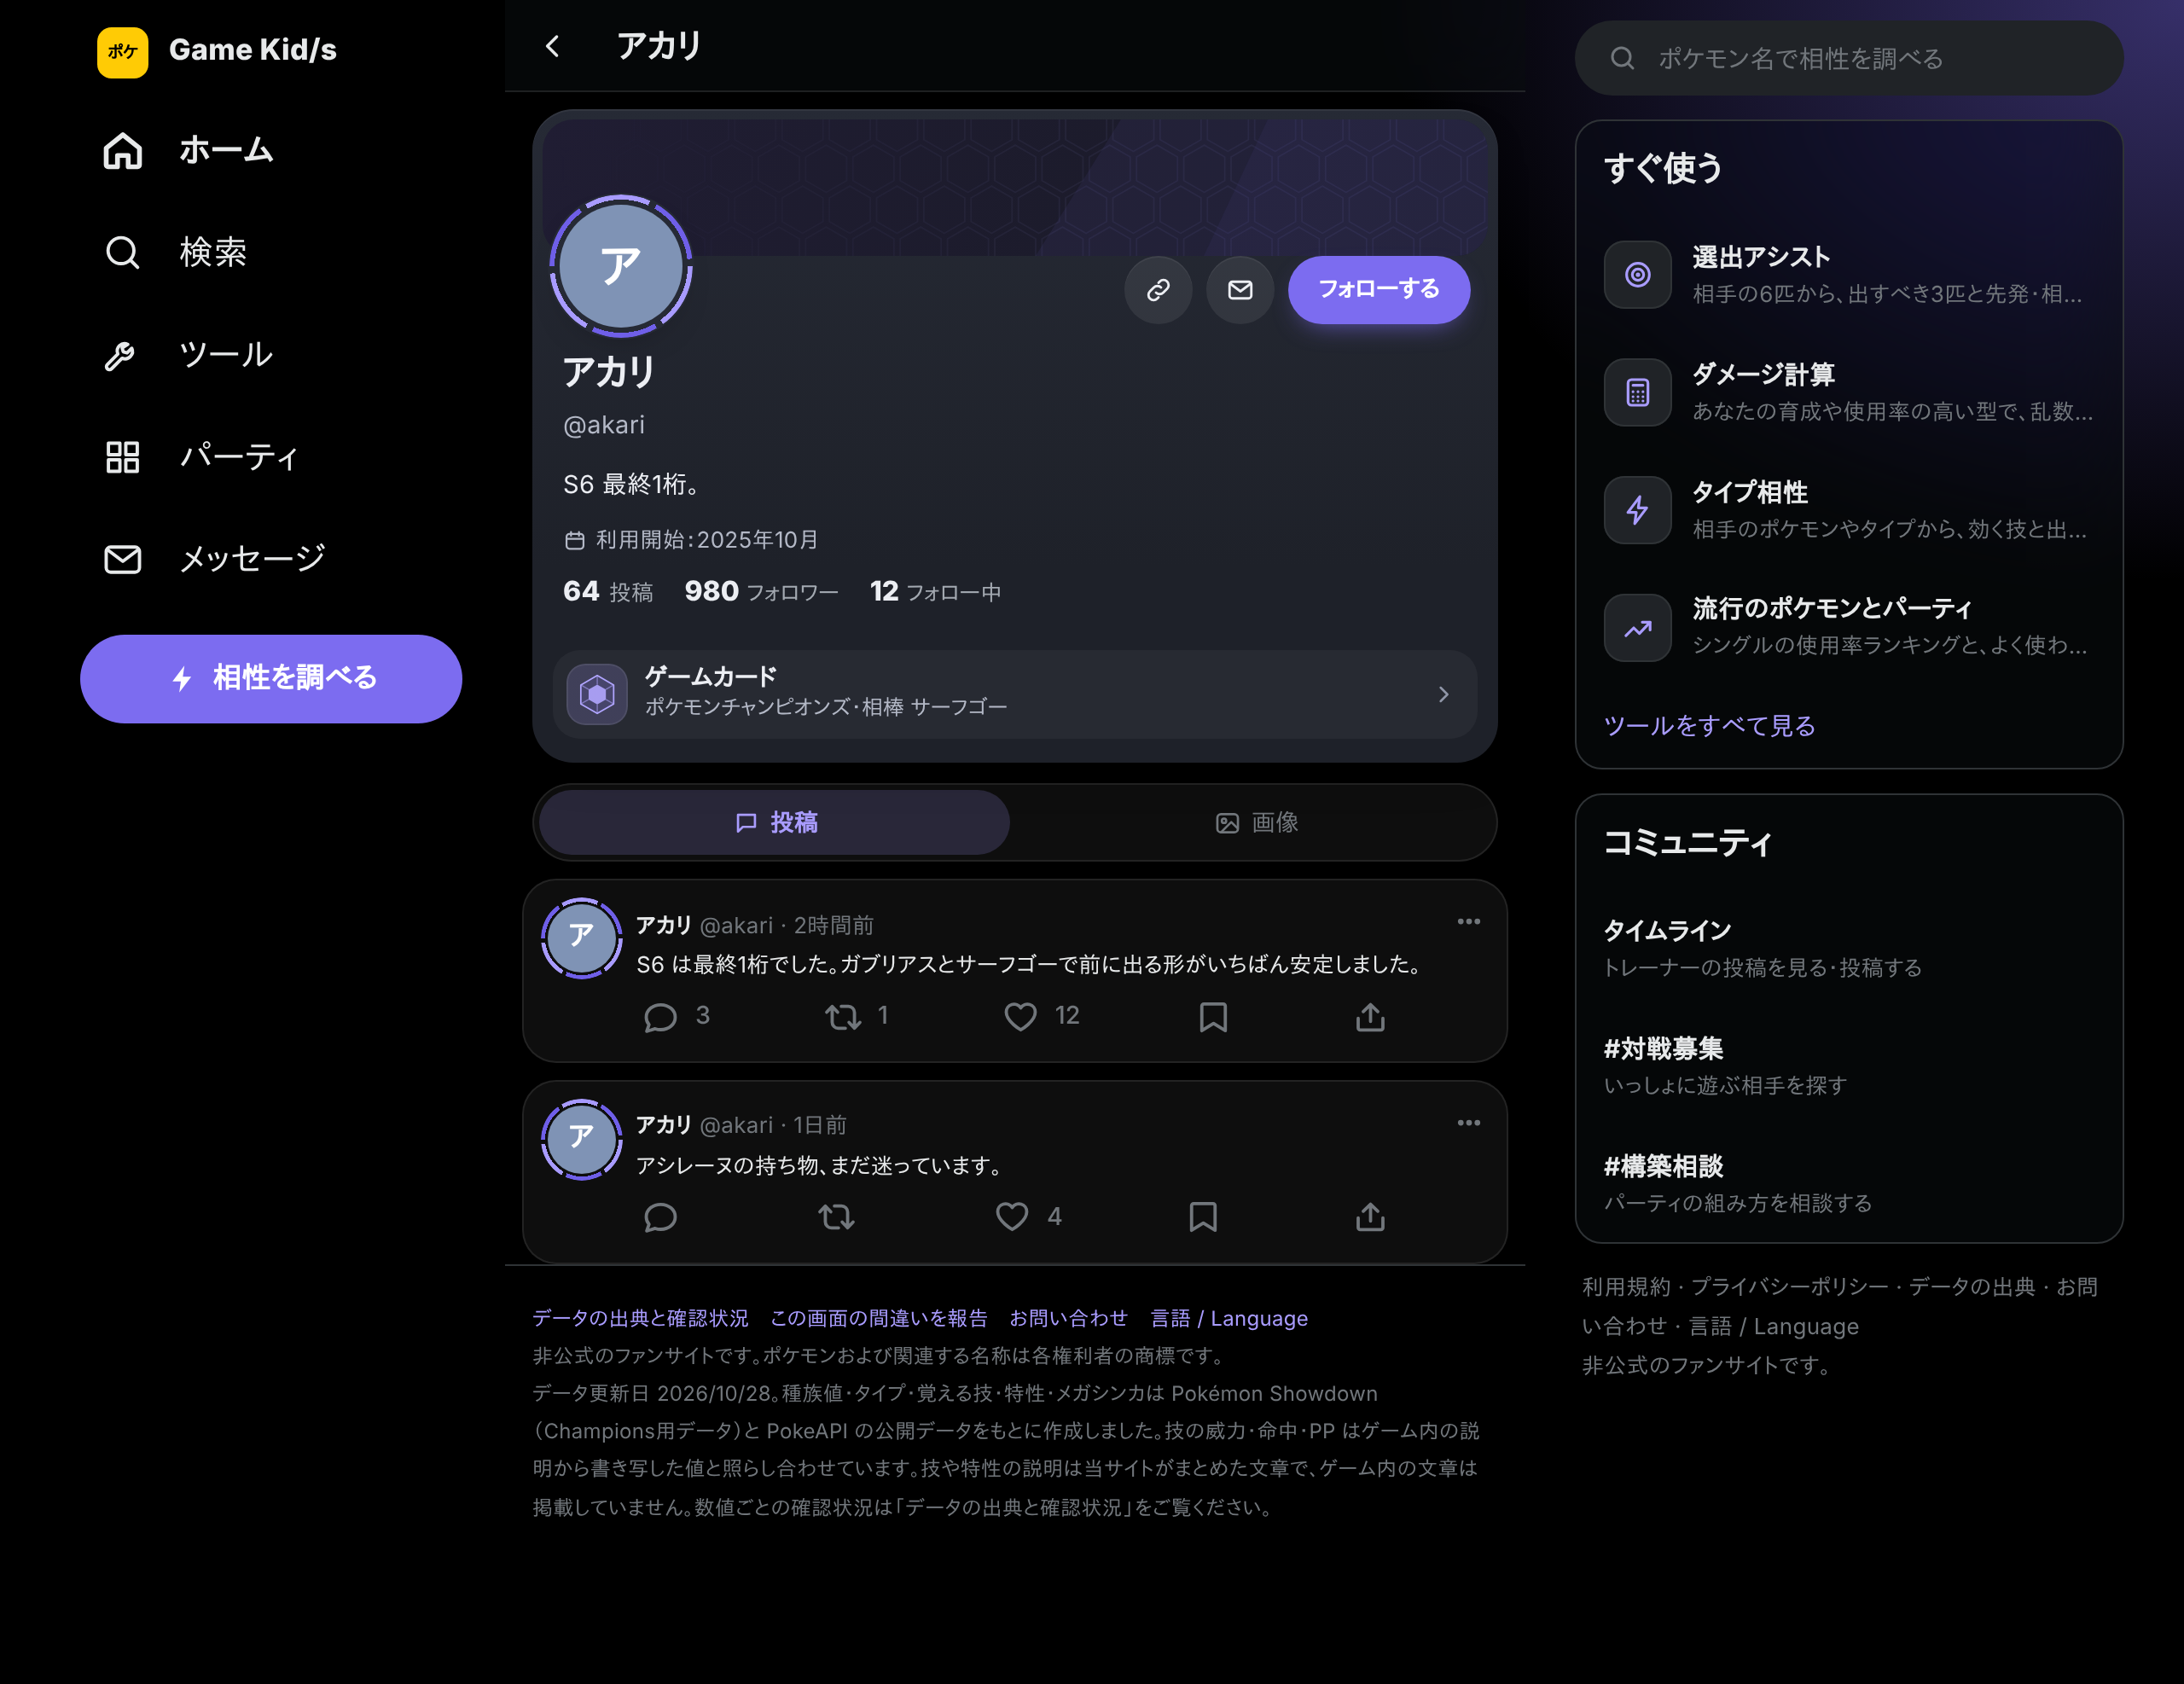 ポケ
Game Kid/s
ホーム
検索
ツール
パーティ
メッセージ
相性を調べる
アカリ
ア
フォローする
アカリ
@akari
S6 最終1桁。
利用開始：2025年10月
64 投稿 980 フォロワー 12 フォロー中
ゲームカード
ポケモンチャンピオンズ・相棒 サーフゴー
投稿
画像
ア
アカリ @akari · 2時間前
S6 は最終1桁でした。ガブリアスとサーフゴーで前に出る形がいちばん安定しました。
3 1 12
ア
アカリ @akari · 1日前
アシレーヌの持ち物、まだ迷っています。
4
データの出典と確認状況 この画面の間違いを報告 お問い合わせ 言語 / Language
非公式のファンサイトです。ポケモンおよび関連する名称は各権利者の商標です。
データ更新日 2026/10/28。種族値・タイプ・覚える技・特性・メガシンカは Pokémon Showdown
（Champions用データ）と PokeAPI の公開データをもとに作成しました。技の威力・命中・PP はゲーム内の説
明から書き写した値と照らし合わせています。技や特性の説明は当サイトがまとめた文章で、ゲーム内の文章は
掲載していません。数値ごとの確認状況は「データの出典と確認状況」をご覧ください。
ポケモン名で相性を調べる
すぐ使う
選出アシスト
相手の6匹から、出すべき3匹と先発・相...
ダメージ計算
あなたの育成や使用率の高い型で、乱数...
タイプ相性
相手のポケモンやタイプから、効く技と出...
流行のポケモンとパーティ
シングルの使用率ランキングと、よく使わ...
ツールをすべて見る
コミュニティ
タイムライン
トレーナーの投稿を見る・投稿する
#対戦募集
いっしょに遊ぶ相手を探す
#構築相談
パーティの組み方を相談する
利用規約 · プライバシーポリシー · データの出典 · お問
い合わせ · 言語 / Language
非公式のファンサイトです。